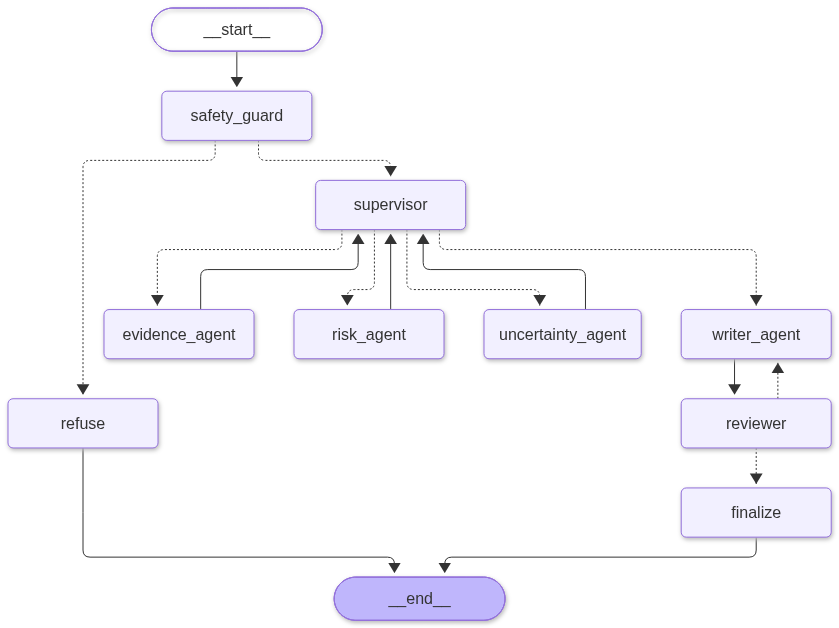 __start__
safety_guard
supervisor
evidence_agent
risk_agent
uncertainty_agent
writer_agent
refuse
reviewer
finalize
__end__